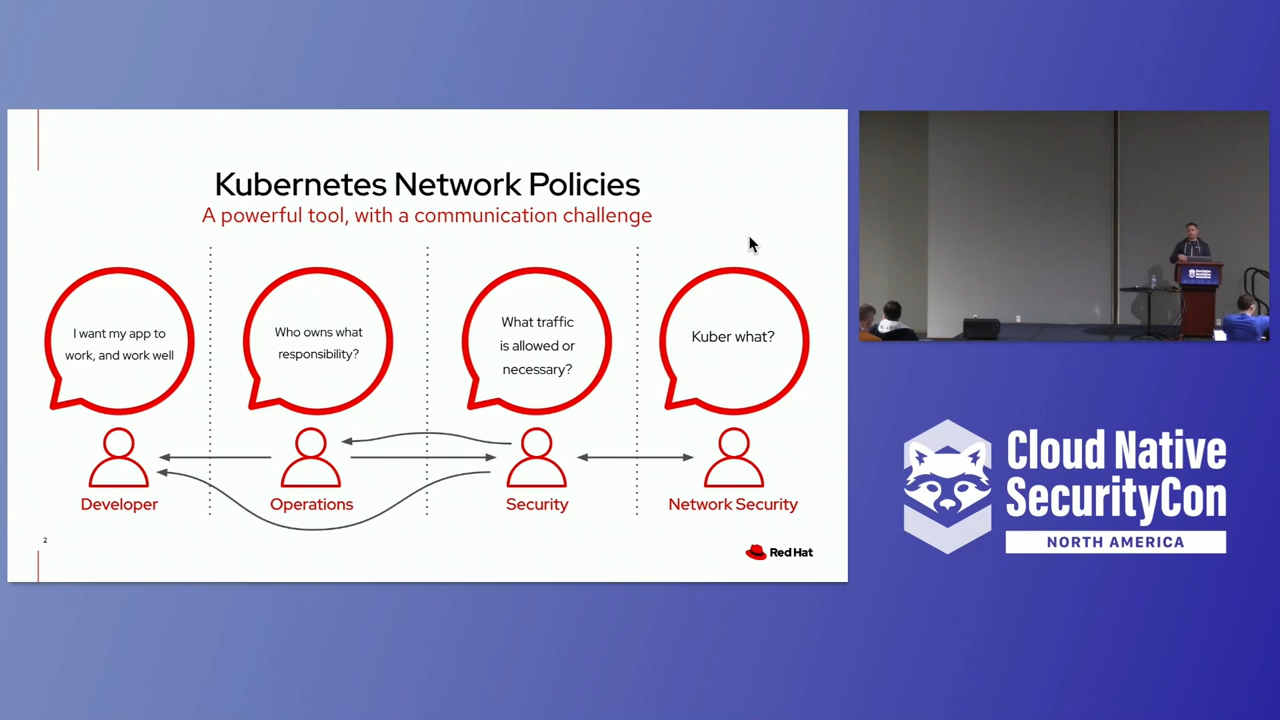 Kubernetes Network Policies
A powerful tool, with a communication challenge
I want my app to
work, and work well
Who owns what
responsibility?
What traffic
is allowed or
necessary?
Kuber what?
Developer
Operations
Security
Network Security
2
Red Hat
Cloud Native
SecurityCon
NORTH AMERICA